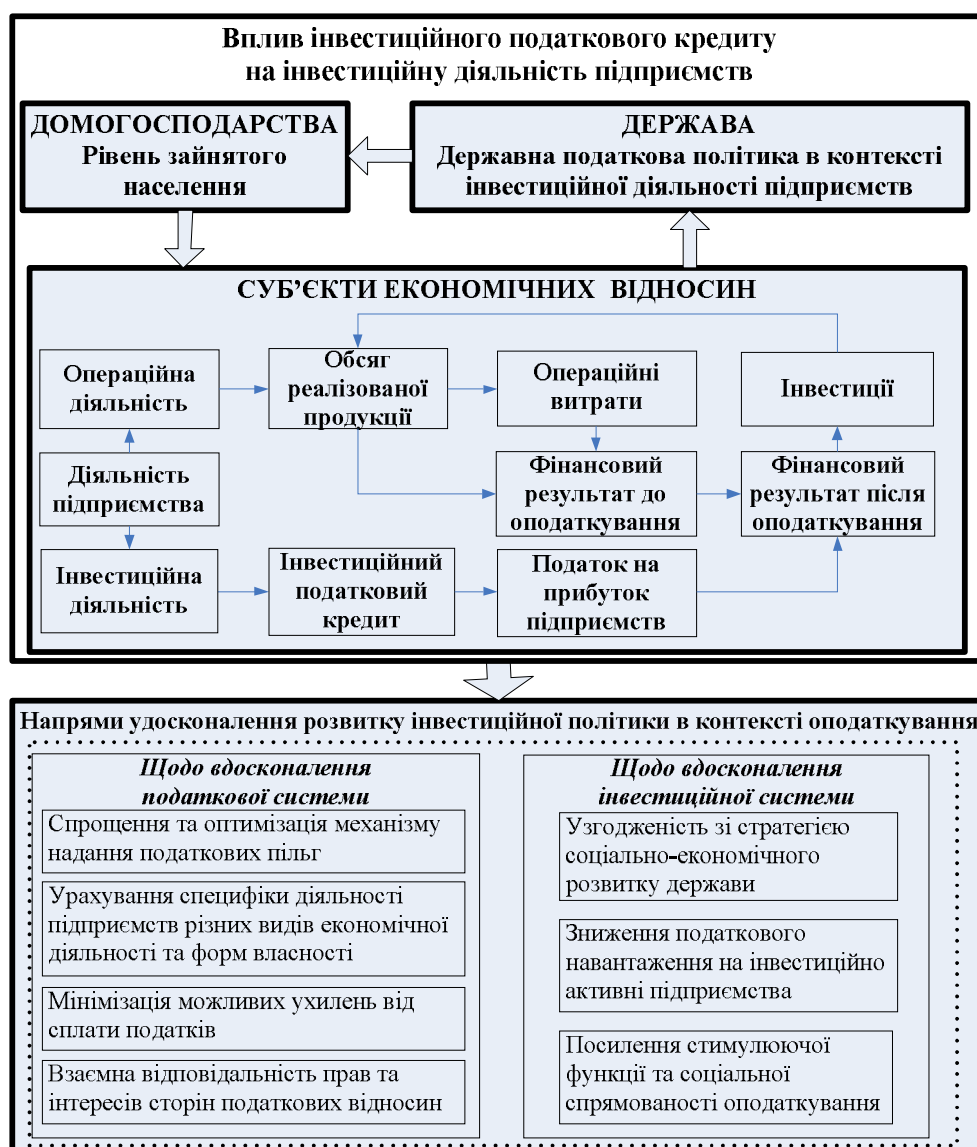 Вплив інвестиційного податкового кредиту
на інвестиційну діяльність підприємств
ДОМОГОСПОДАРСТВА
Рівень зайнятого
населення
ДЕРЖАВА
Державна податкова політика в контексті
інвестиційної діяльності підприємств
СУБ’ЄКТИ ЕКОНОМІЧНИХ ВІДНОСИН
Операційна
діяльність
Обсяг
реалізованої
продукції
Операційні
витрати
Інвестиції
Діяльність
підприємства
Фінансовий
результат до
оподаткування
Фінансовий
результат після
оподаткування
Інвестиційна
діяльність
Інвестиційний
податковий
кредит
Податок на
прибуток
підприємств
Напрями удосконалення розвитку інвестиційної політики в контексті оподаткування
Щодо вдосконалення
податкової системи
Спрощення та оптимізація механізму
надання податкових пільг
Урахування специфіки діяльності
підприємств різних видів економічної
діяльності та форм власності
Мінімізація можливих ухилень від
сплати податків
Взаємна відповідальність прав та
інтересів сторін податкових відносин
Щодо вдосконалення
інвестиційної системи
Узгодженість зі стратегією
соціально-економічного
розвитку держави
Зниження податкового
навантаження на інвестиційно
активні підприємства
Посилення стимулюючої
функції та соціальної
спрямованості оподаткування